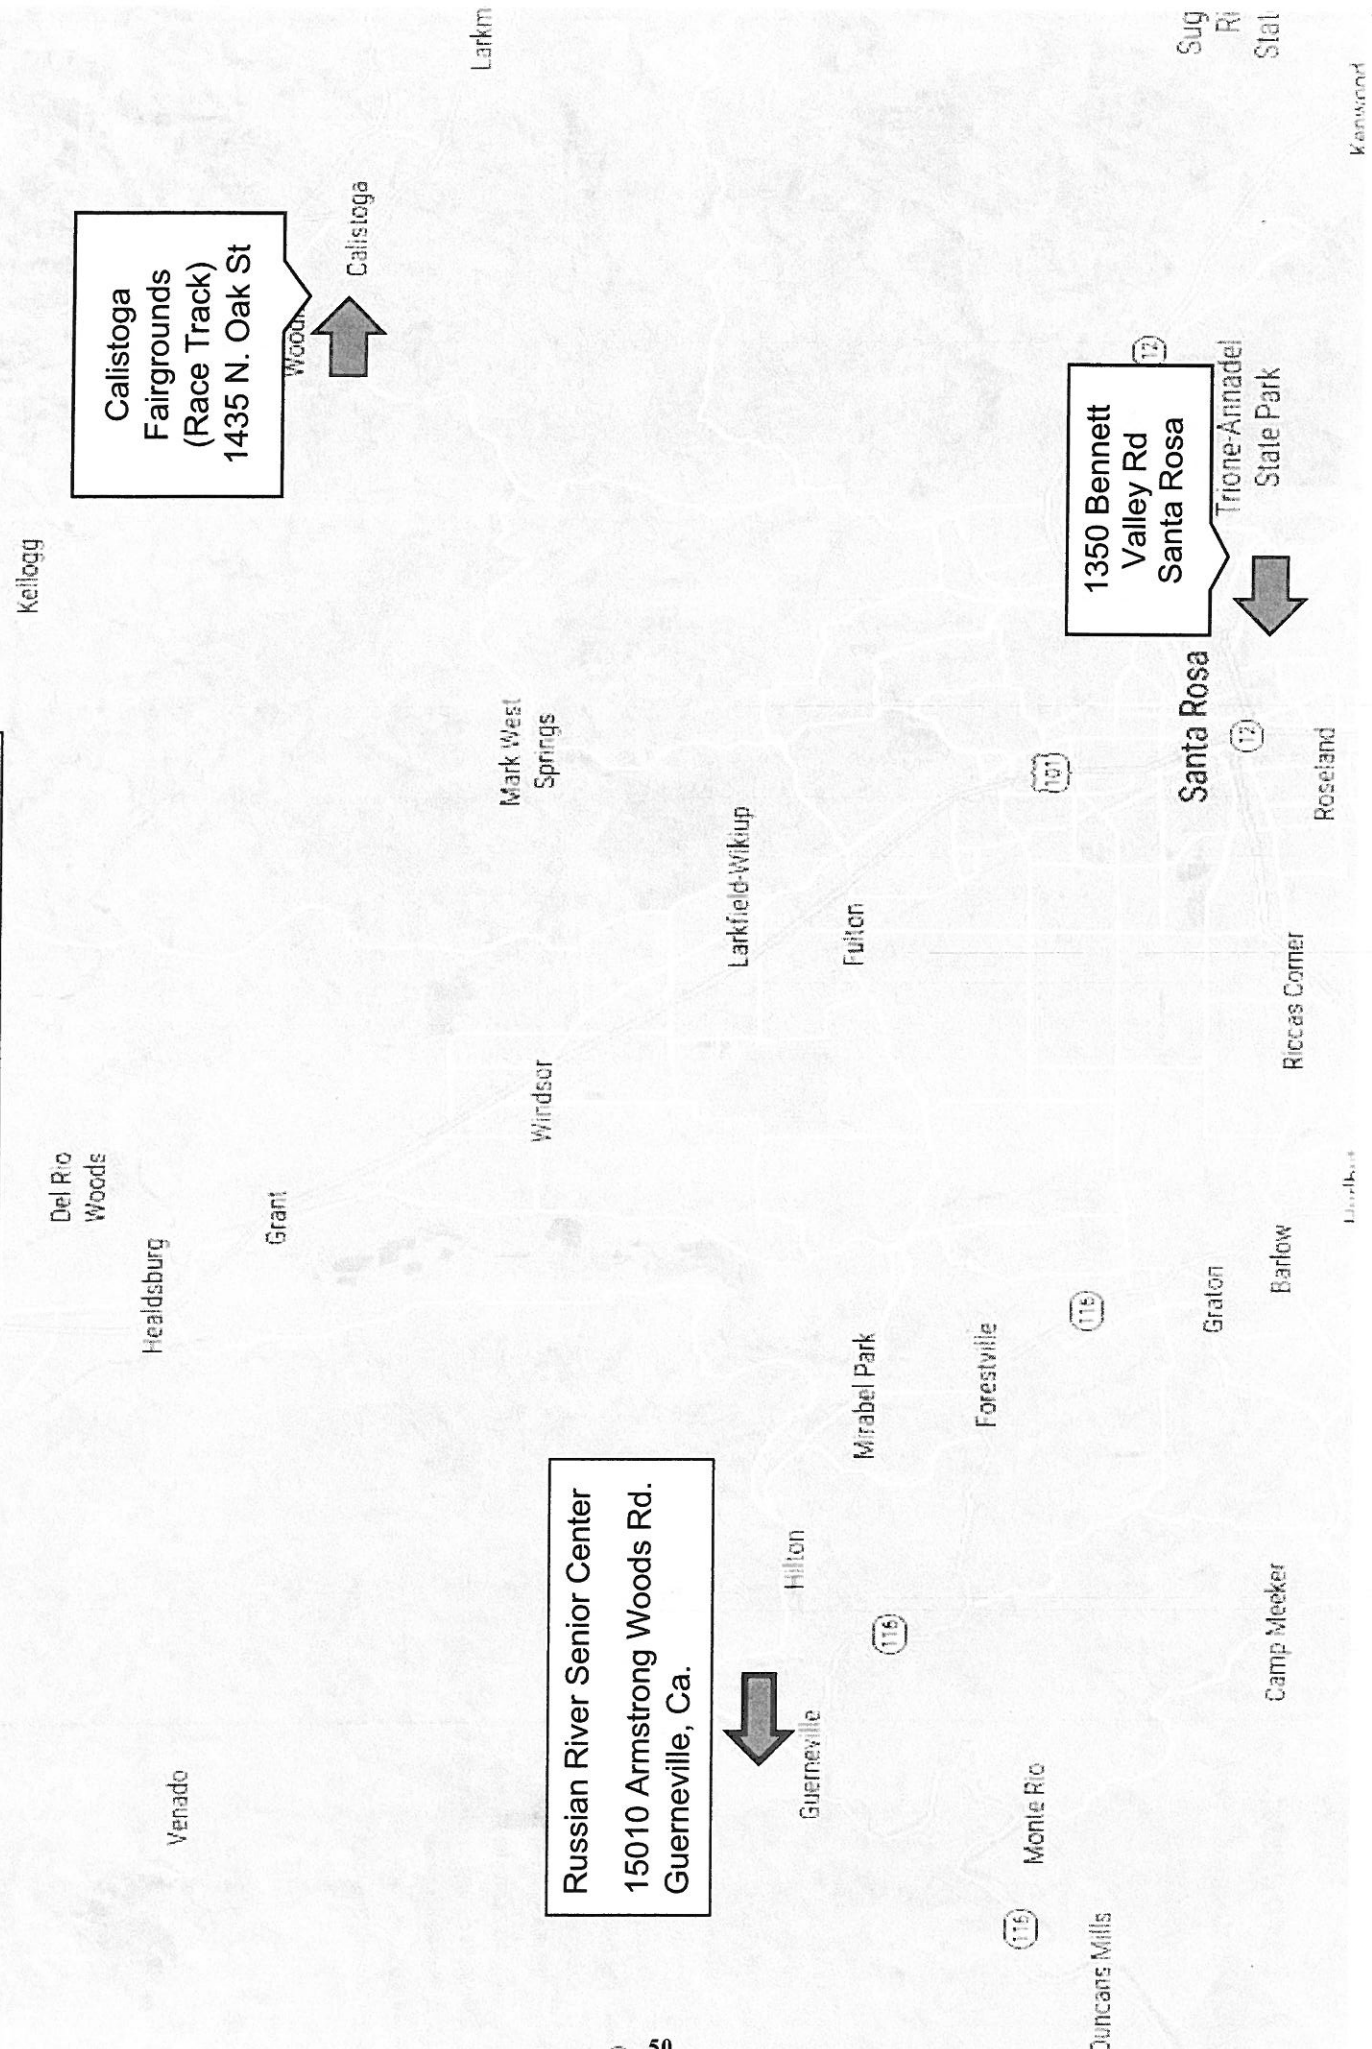 Kellogg
Del Rio
Woods
Healdsburg
Venado
Calistoga
Fairgrounds
(Race Track)
1435 N. Oak St
Grant
Calistoga
Mark West
Springs
Windsor
Russian River Senior Center
15010 Armstrong Woods Rd.
Guerneville, Ca.
Larkfield-Wikiup
Hilton
Guerneville
Fulton
Mirabel Park
116
Forestville
101
Monte Rio
116
116
1350 Bennett
Valley Rd
Santa Rosa
12
Duncans Mills
Santa Rosa
Graton
Trione-Annadel
State Park
12
Barlow
Camp Meeker
Riccas Corner
Roseland
50